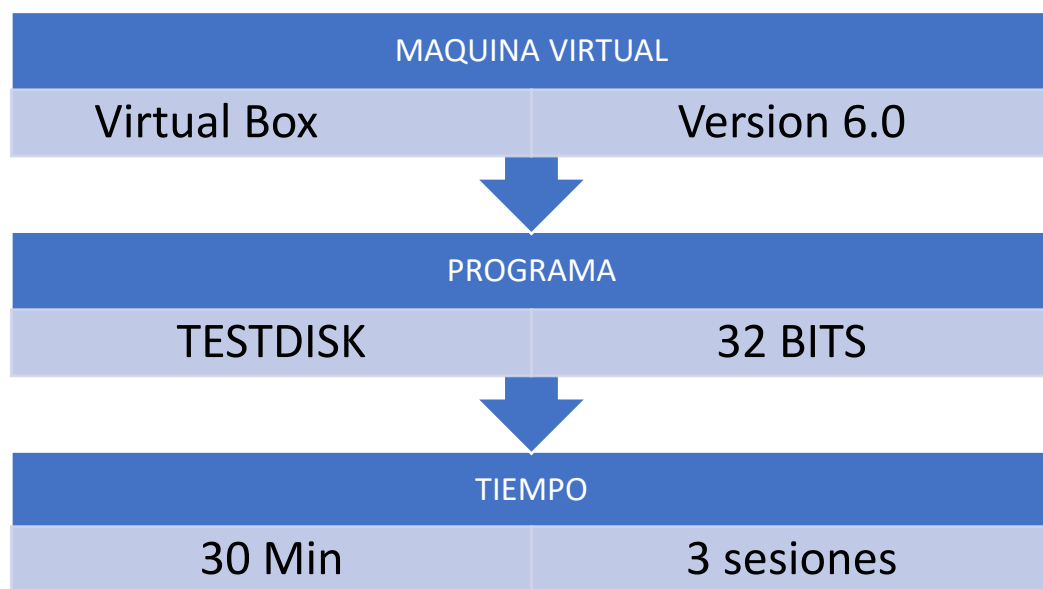 MAQUINA VIRTUAL
Virtual Box Version 6.0
PROGRAMA
TESTDISK 32 BITS
TIEMPO
30 Min 3 sesiones